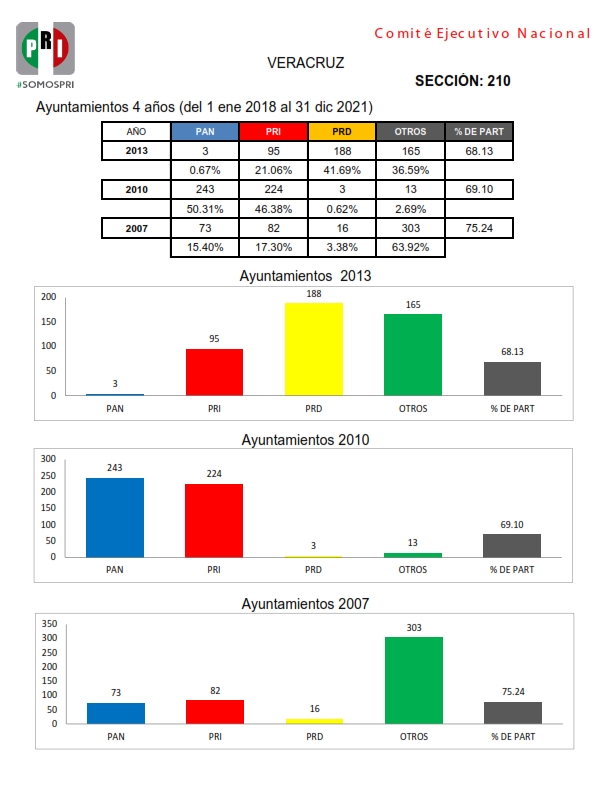 Comité Ejecutivo Nacional
PRI
#SOMOSPRI
VERACRUZ
SECCIÓN: 210
Ayuntamientos 4 años (del 1 ene 2018 al 31 dic 2021)
AÑO PAN PRI PRD OTROS % DE PART
2013 3 95 188 165 68.13
0.67% 21.06% 41.69% 36.59%
2010 243 224 3 13 69.10
50.31% 46.38% 0.62% 2.69%
2007 73 82 16 303 75.24
15.40% 17.30% 3.38% 63.92%
Ayuntamientos 2013
200
150
100
50
0
3 95 188 165 68.13
PAN PRI PRD OTROS % DE PART
Ayuntamientos 2010
300
250
200
150
100
50
0
243 224 3 13 69.10
PAN PRI PRD OTROS % DE PART
Ayuntamientos 2007
350
300
250
200
150
100
50
0
73 82 16 303 75.24
PAN PRI PRD OTROS % DE PART